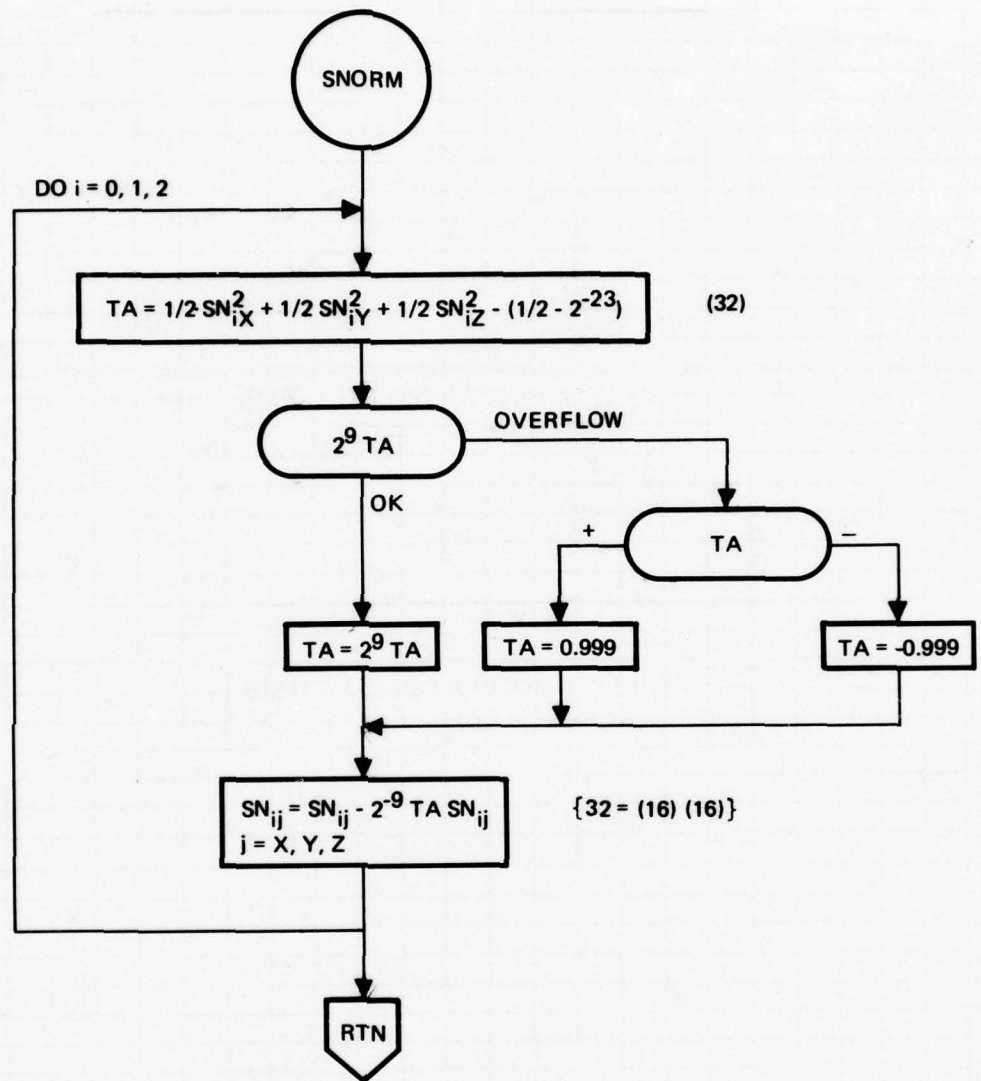 SNORM
DO i = 0, 1, 2
TA = 1/2 SN²iX + 1/2 SN²iY + 1/2 SN²iZ - (1/2 - 2⁻²³)
(32)
2⁹ TA
OVERFLOW
OK
+
TA
–
TA = 2⁹ TA
TA = 0.999
TA = -0.999
SNij = SNij - 2⁻⁹ TA SNij
j = X, Y, Z
{32 = (16) (16)}
RTN